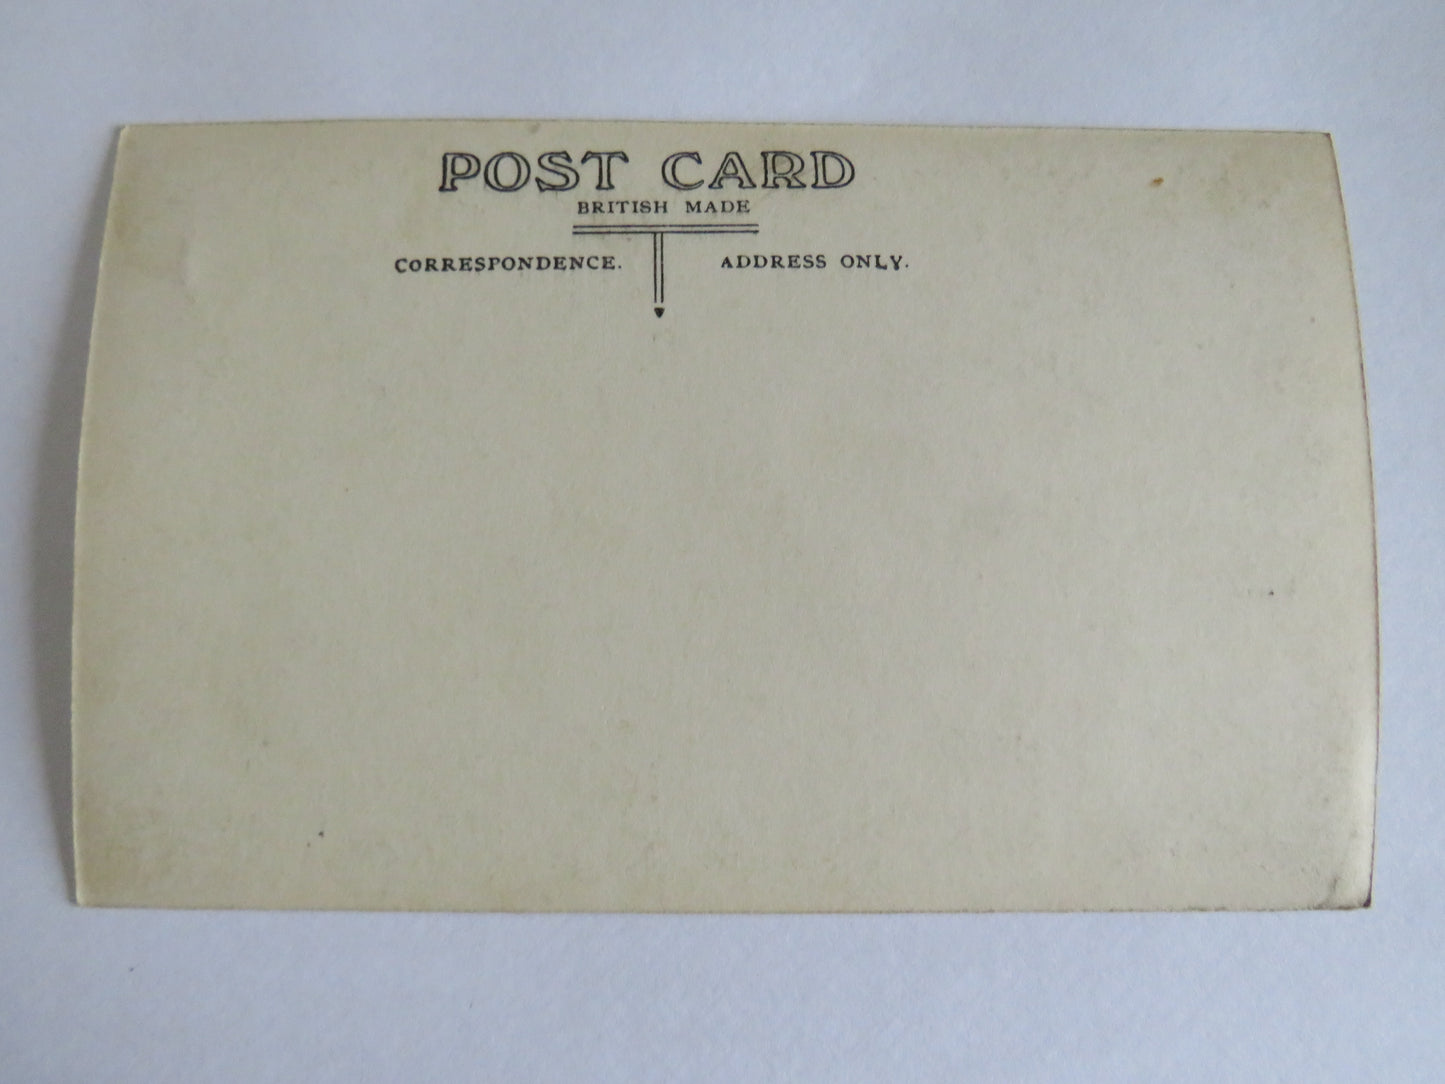 POST CARD
BRITISH MADE
CORRESPONDENCE. ADDRESS ONLY.